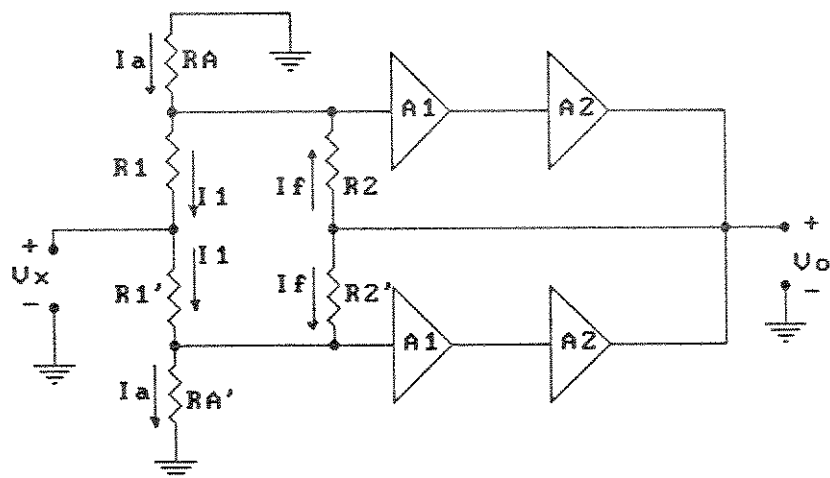 Ia RA
A1 A2
R1 I1 If R2
+ I1 +
Vx R1' If R2' Vo
- A1 A2 -
Ia RA'